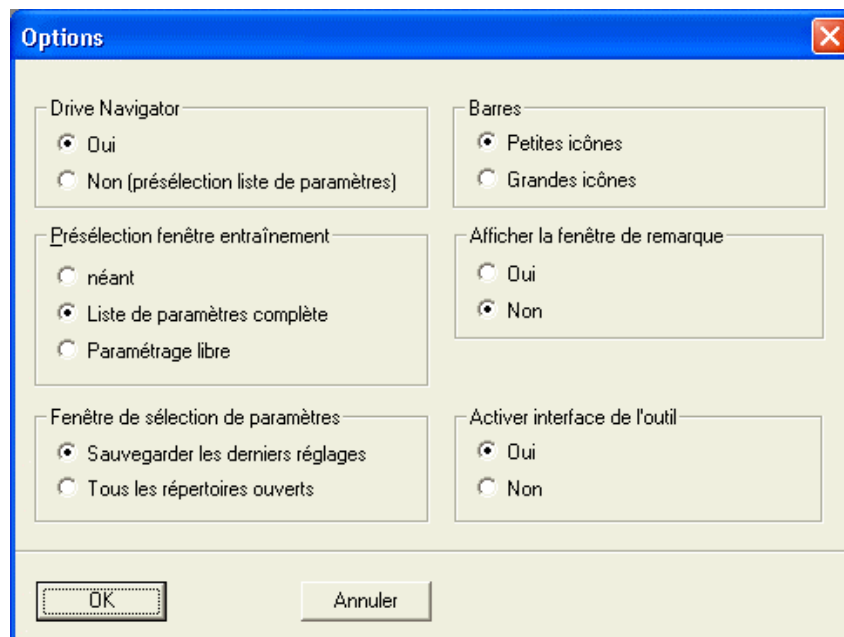 Options
Drive Navigator
Oui
Non (présélection liste de paramètres)
Présélection fenêtre entraînement
néant
Liste de paramètres complète
Paramétrage libre
Fenêtre de sélection de paramètres
Sauvegarder les derniers réglages
Tous les répertoires ouverts
Barres
Petites icônes
Grandes icônes
Afficher la fenêtre de remarque
Oui
Non
Activer interface de l'outil
Oui
Non
OK
Annuler